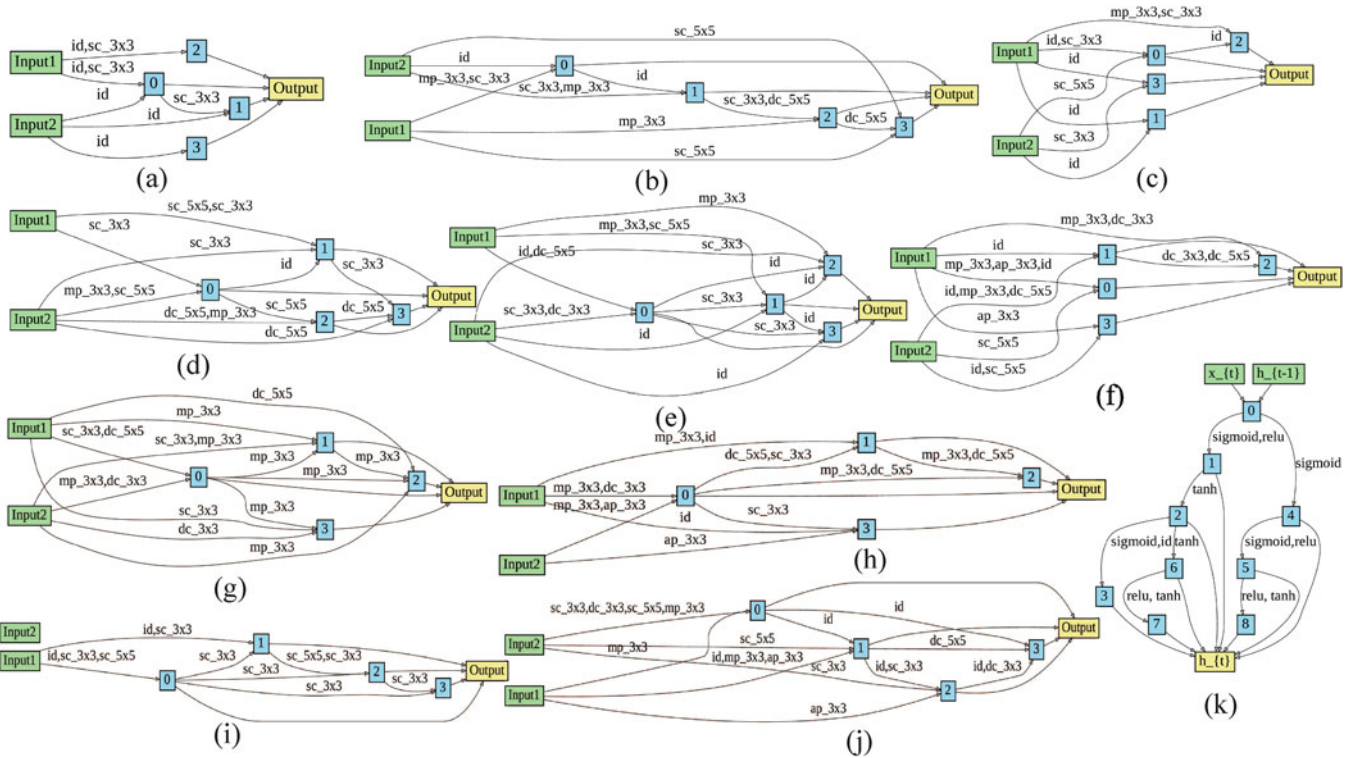 id,sc_3x3
Input1
2
id,sc_3x3
0
Output
id
sc_3x3
1
Input2
id
id
3
(a)
sc_5x5
Input2
id
0
id
mp_3x3,sc_3x3
sc_3x3,mp_3x3
1
Output
sc_3x3,dc_5x5
Input1
mp_3x3
2
dc_5x5
3
sc_5x5
(b)
mp_3x3,sc_3x3
Input1
id,sc_3x3
id
0
id
2
sc_5x5
3
Output
id
1
Input2
sc_3x3
id
(c)
Input1
sc_5x5,sc_3x3
sc_3x3
sc_3x3
1
id
sc_3x3
mp_3x3,sc_5x5
0
Output
Input2
sc_5x5
dc_5x5
dc_5x5,mp_3x3
2
3
dc_5x5
(d)
mp_3x3
Input1
mp_3x3,sc_5x5
id,dc_5x5
sc_3x3
id
2
id
sc_3x3,dc_3x3
0
sc_3x3
1
Output
Input2
id
sc_3x3
id
3
id
(e)
mp_3x3,dc_3x3
Input1
id
1
dc_3x3,dc_5x5
2
mp_3x3,ap_3x3,id
Output
id,mp_3x3,dc_5x5
0
ap_3x3
3
Input2
sc_5x5
id,sc_5x5
(f)
dc_5x5
Input1
mp_3x3
sc_3x3,dc_5x5
sc_3x3,mp_3x3
1
mp_3x3
mp_3x3
mp_3x3,dc_3x3
0
mp_3x3
2
Output
Input2
sc_3x3
mp_3x3
dc_3x3
3
mp_3x3
(g)
mp_3x3,id
1
dc_5x5,sc_3x3
mp_3x3,dc_5x5
mp_3x3,dc_5x5
2
Input1
mp_3x3,dc_3x3
0
Output
mp_3x3,ap_3x3
id
sc_3x3
3
Input2
ap_3x3
(h)
Input2
id,sc_3x3
1
Input1
id,sc_3x3,sc_5x5
sc_3x3
sc_5x5,sc_3x3
0
sc_3x3
2
Output
sc_3x3
sc_3x3
3
(i)
sc_3x3,dc_3x3,sc_5x5,mp_3x3
0
id
id
Output
Input2
sc_5x5
dc_5x5
mp_3x3
id,mp_3x3,ap_3x3
1
3
sc_3x3
id,sc_3x3
id,dc_3x3
Input1
2
ap_3x3
(j)
x_{t}
h_{t-1}
0
sigmoid,relu
1
sigmoid
tanh
2
4
sigmoid,id
tanh
sigmoid,relu
6
5
3
relu, tanh
relu, tanh
7
8
h_{t}
(k)